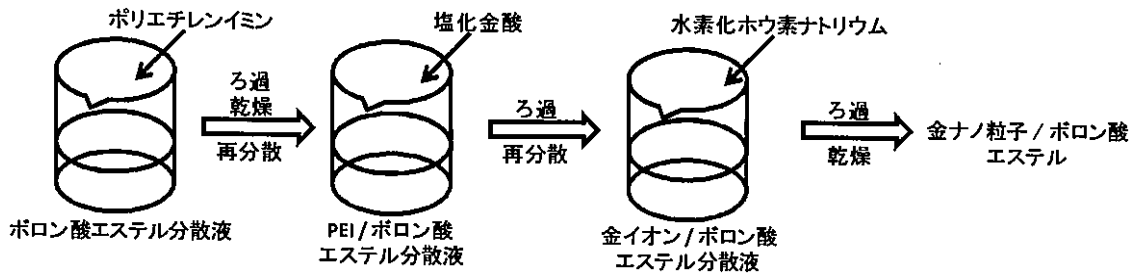 ポリエチレンイミン
塩化金酸
水素化ホウ素ナトリウム
ろ過
乾燥
再分散
ろ過
再分散
ろ過
乾燥
金ナノ粒子 / ボロン酸
エステル
ボロン酸エステル分散液
PEI / ボロン酸
エステル分散液
金イオン / ボロン酸
エステル分散液